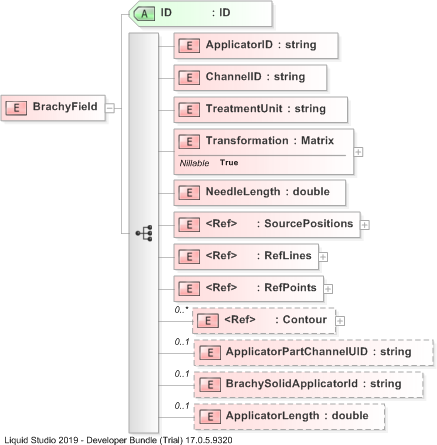 A ID : ID
E ApplicatorID : string
E ChannelID : string
E BrachyField
E TreatmentUnit : string
E Transformation : Matrix
Nillable True
E NeedleLength : double
E <Ref> : SourcePositions
E <Ref> : RefLines
E <Ref> : RefPoints
0..*
E <Ref> : Contour
0..1
E ApplicatorPartChannelUID : string
0..1
E BrachySolidApplicatorId : string
0..1
E ApplicatorLength : double
Liquid Studio 2019 - Developer Bundle (Trial) 17.0.5.9320